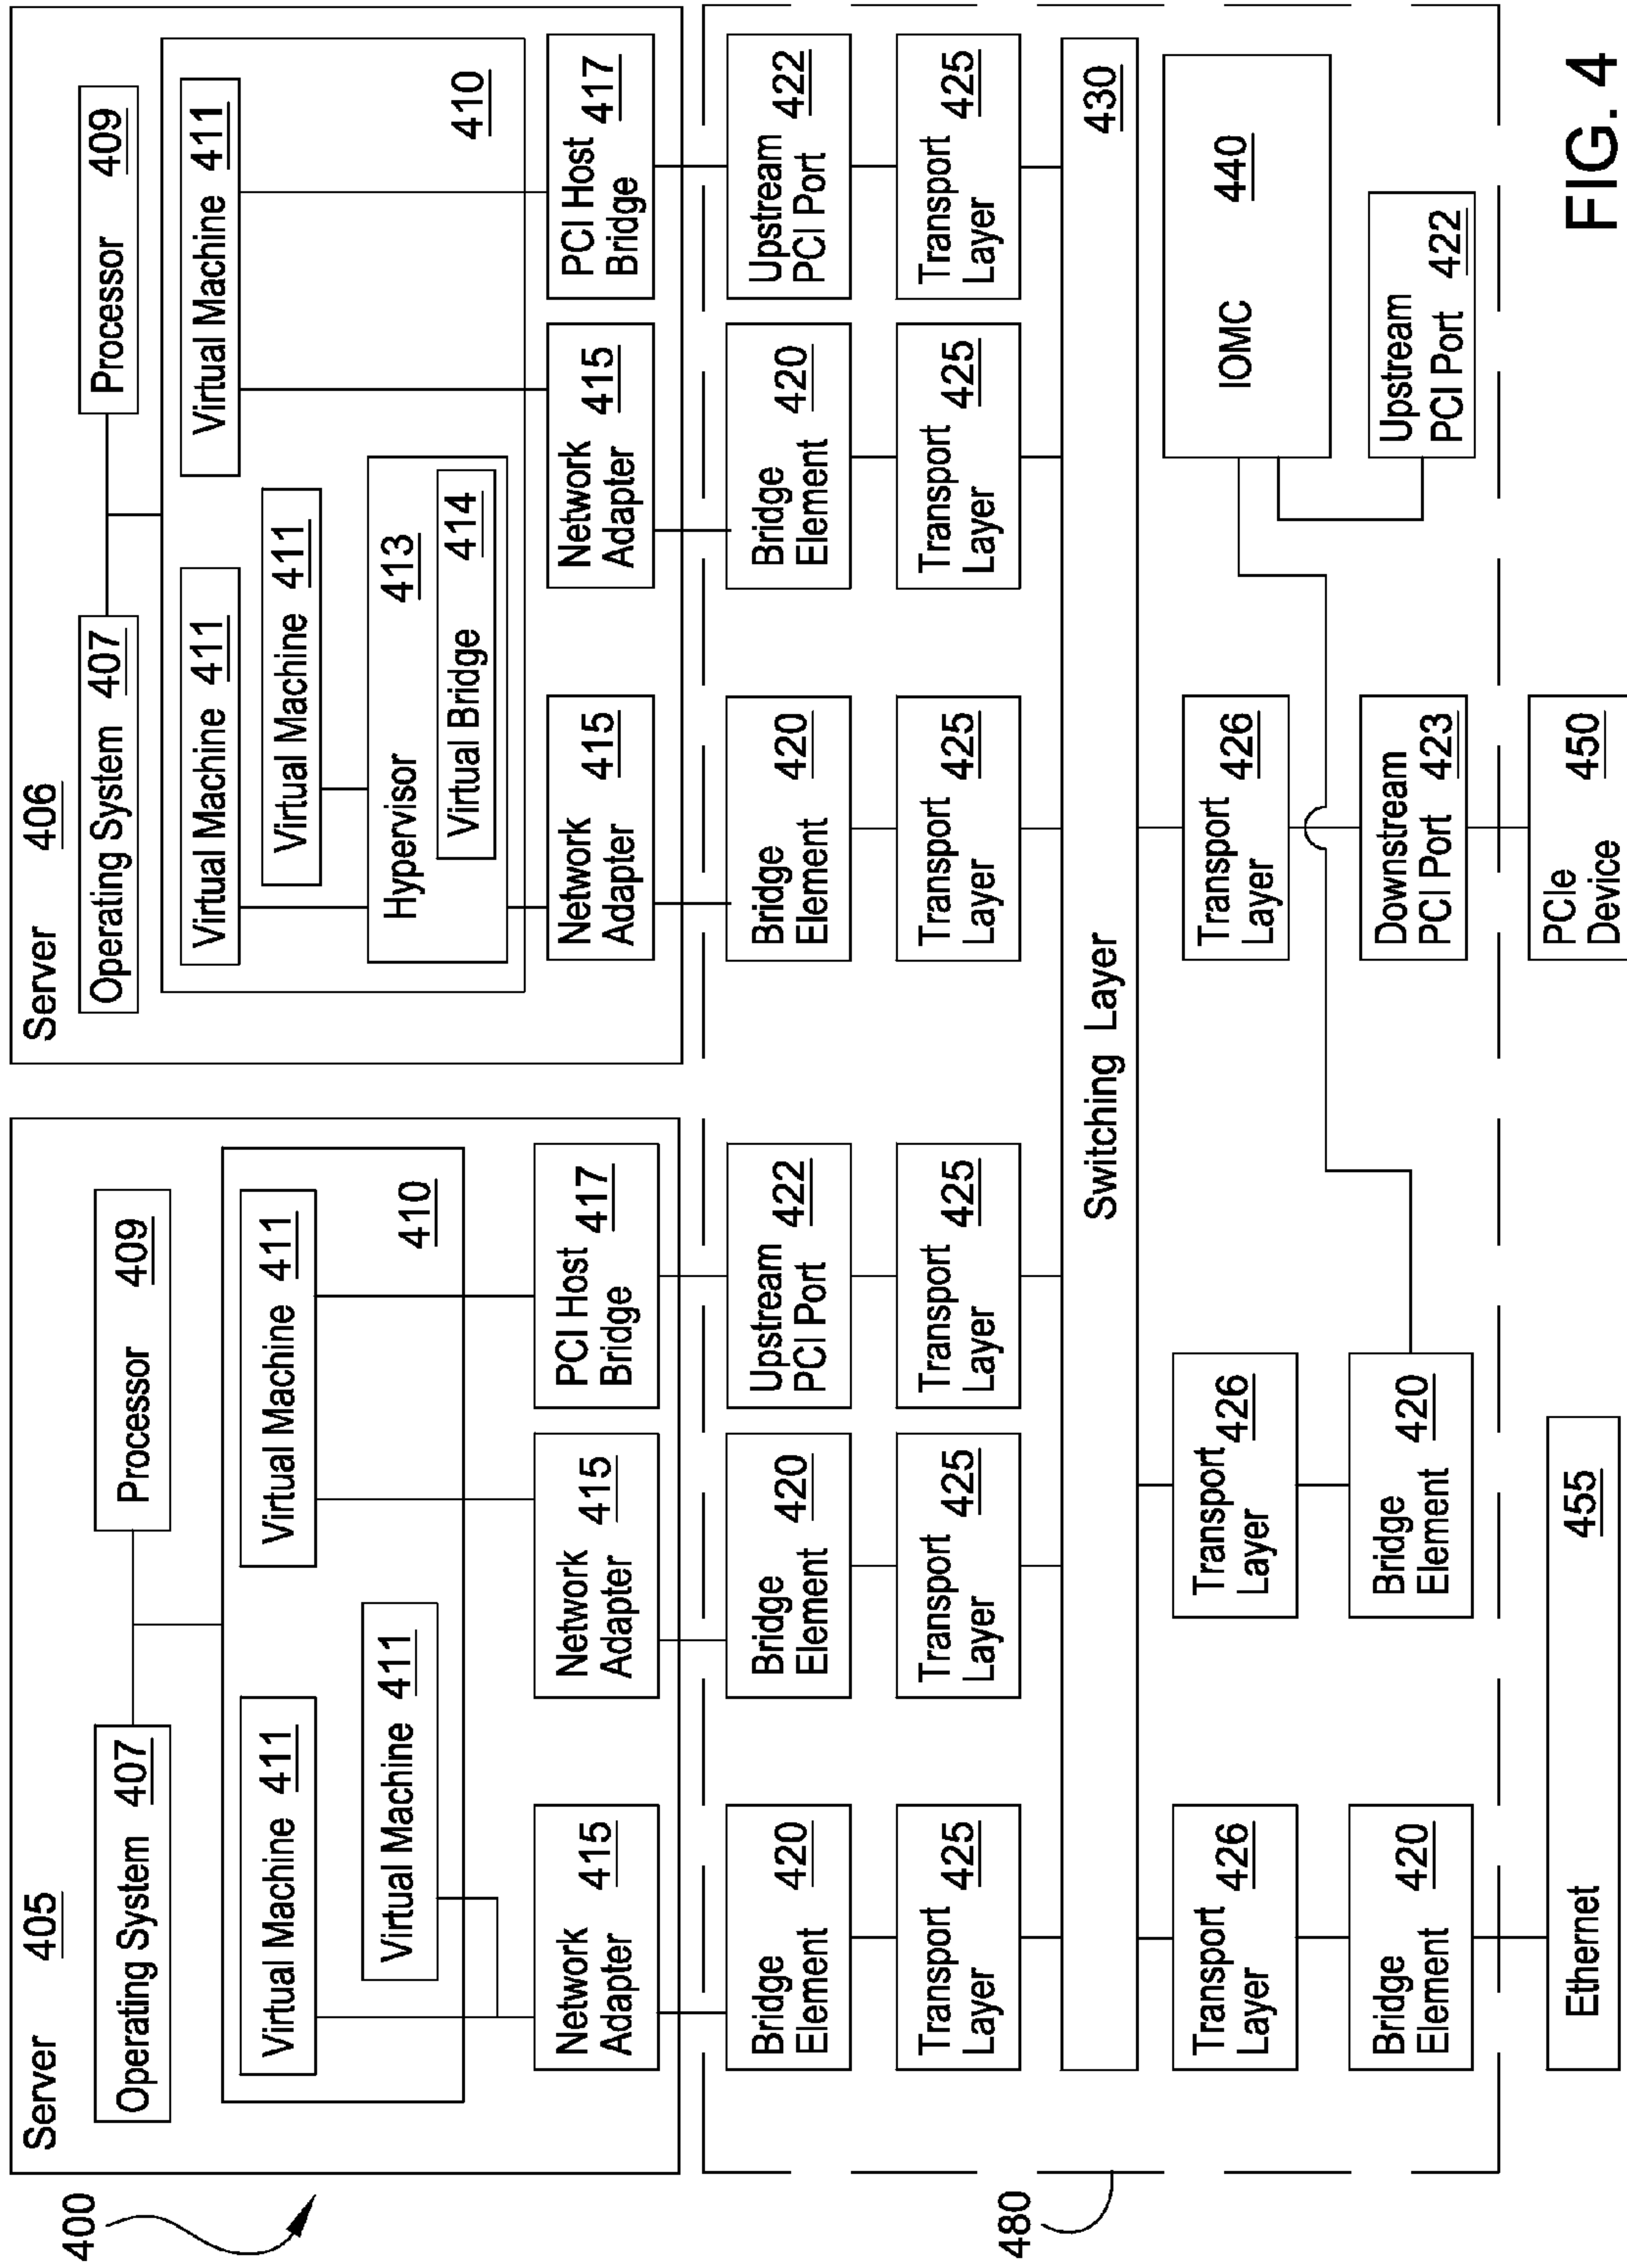 400
Server 405
Operating System 407
Processor 409
Virtual Machine 411
Virtual Machine 411
Virtual Machine 411
410
Network
Adapter 415
Network
Adapter 415
PCI Host
Bridge 417
Server 406
Operating System 407
Processor 409
Virtual Machine 411
Virtual Machine 411
Virtual Machine 411
Hypervisor 413
Virtual Bridge 414
410
Network
Adapter 415
Network
Adapter 415
PCI Host
Bridge 417
Bridge
Element 420
Bridge
Element 420
Upstream
PCI Port 422
Bridge
Element 420
Bridge
Element 420
Upstream
PCI Port 422
Transport
Layer 425
Transport
Layer 425
Transport
Layer 425
Transport
Layer 425
Transport
Layer 425
Transport
Layer 425
480
Switching Layer 430
Transport
Layer 426
Transport
Layer 426
Transport
Layer 426
IOMC 440
Bridge
Element 420
Bridge
Element 420
Downstream
PCI Port 423
Upstream
PCI Port 422
Ethernet 455
PCIe
Device 450
FIG. 4